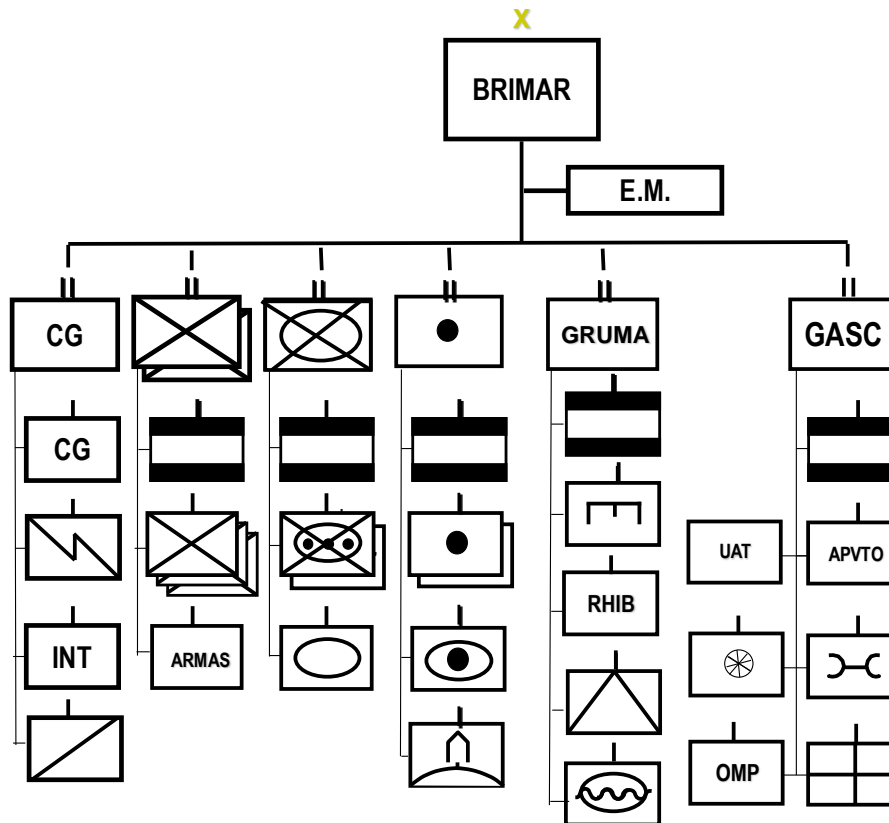 X
BRIMAR
E.M.
CG
GRUMA
GASC
CG
UAT
APVTO
RHIB
INT
ARMAS
OMP